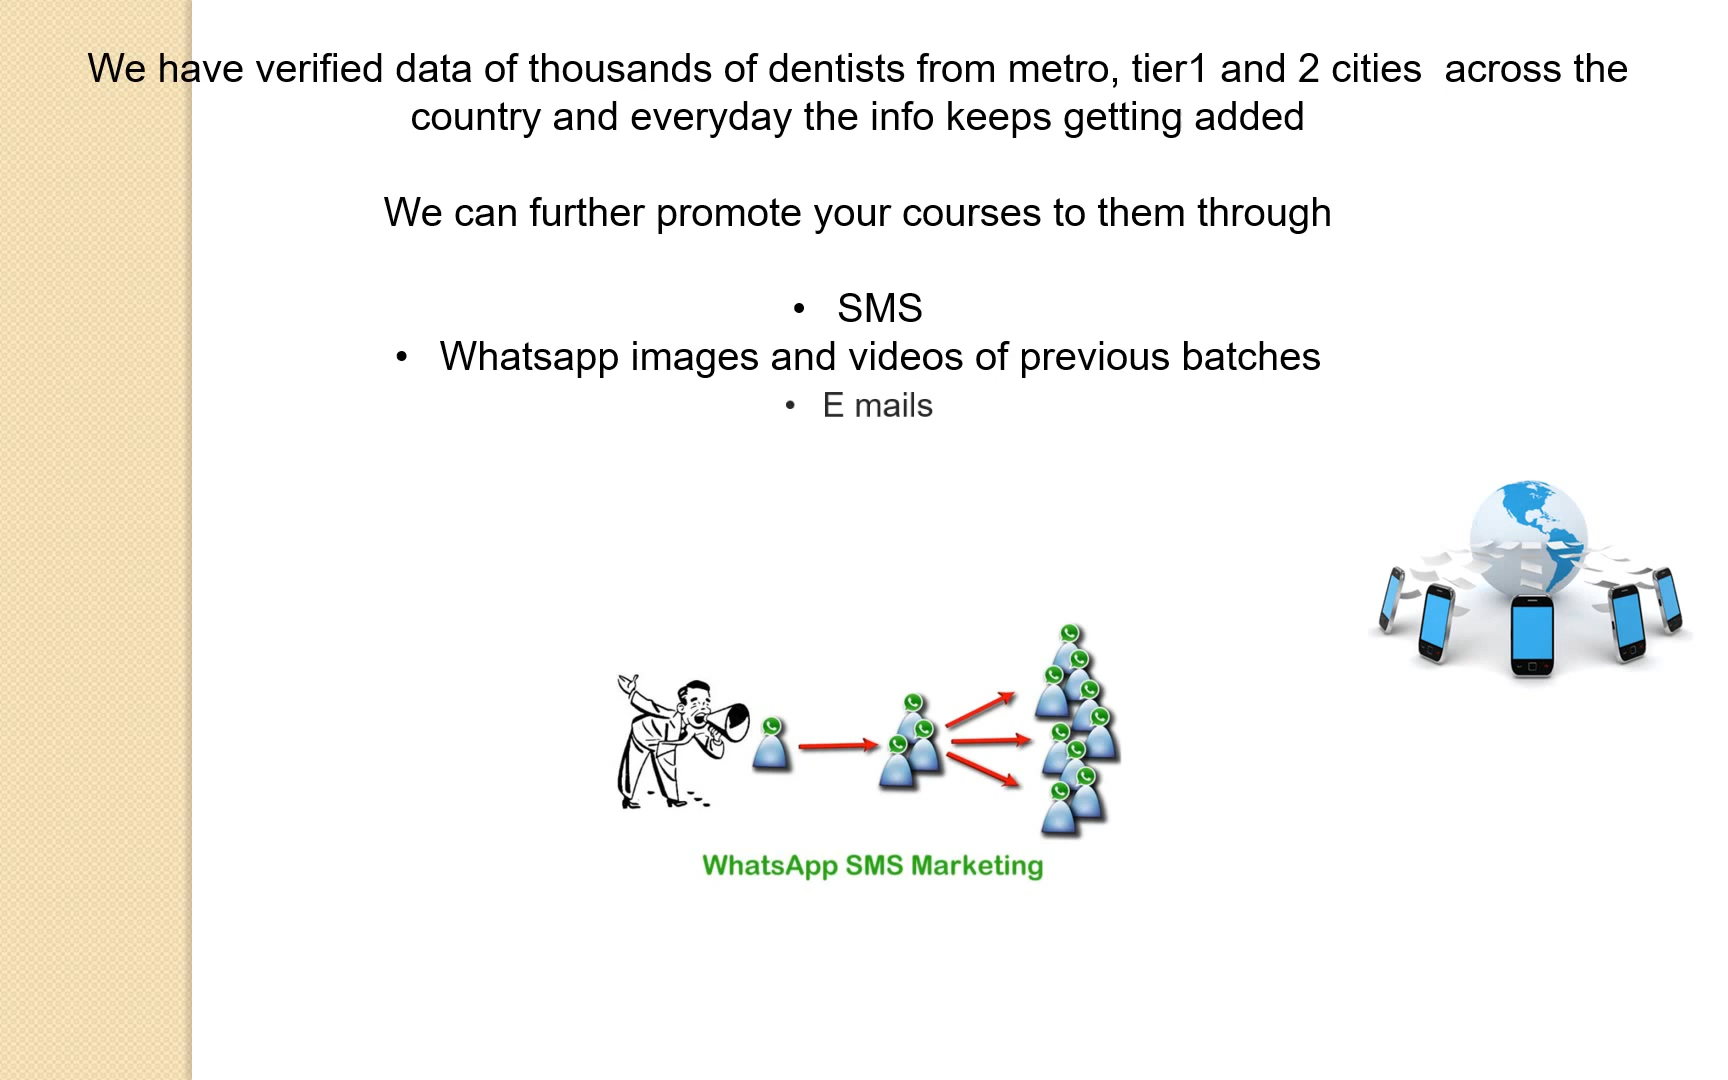 We have verified data of thousands of dentists from metro, tier1 and 2 cities  across the
country and everyday the info keeps getting added
We can further promote your courses to them through
• SMS
• Whatsapp images and videos of previous batches
• E mails
WhatsApp SMS Marketing